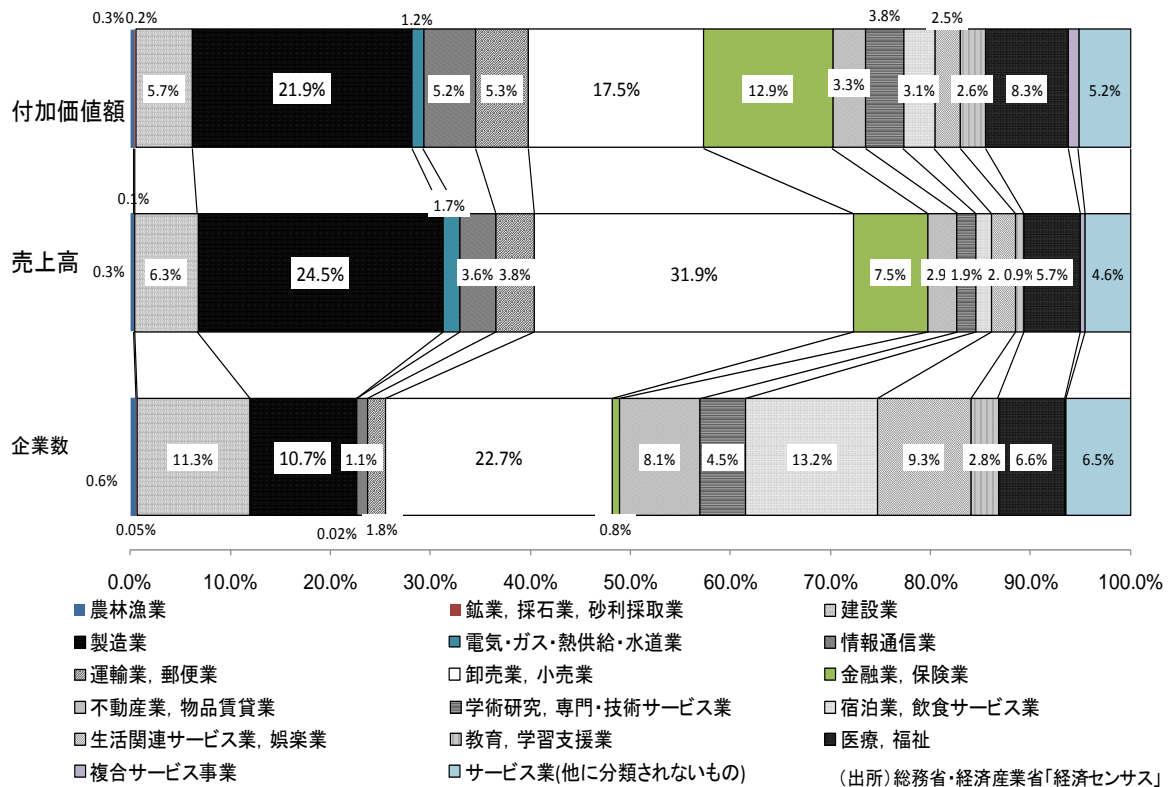 0.3% 0.2% 1.2% 3.8% 2.5%
付加価値額 5.7% 21.9% 5.2% 5.3% 17.5% 12.9% 3.3% 3.1% 2.6% 8.3% 5.2%
0.1% 1.7%
売上高 0.3% 6.3% 24.5% 3.6% 3.8% 31.9% 7.5% 2.9 1.9% 2. 0.9% 5.7% 4.6%
企業数 0.6% 11.3% 10.7% 1.1% 22.7% 8.1% 4.5% 13.2% 9.3% 2.8% 6.6% 6.5%
0.05% 0.02% 1.8% 0.8%
0.0% 10.0% 20.0% 30.0% 40.0% 50.0% 60.0% 70.0% 80.0% 90.0% 100.0%
農林漁業 鉱業，採石業，砂利採取業 建設業
製造業 電気・ガス・熱供給・水道業 情報通信業
運輸業，郵便業 卸売業，小売業 金融業，保険業
不動産業，物品賃貸業 学術研究，専門・技術サービス業 宿泊業，飲食サービス業
生活関連サービス業，娯楽業 教育，学習支援業 医療，福祉
複合サービス事業 サービス業(他に分類されないもの) （出所）総務省・経済産業省「経済センサス」